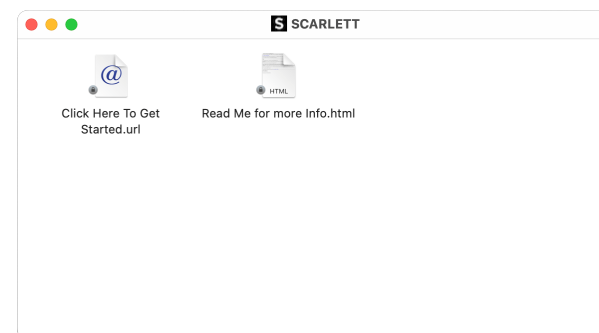 S SCARLETT
@
HTML
Click Here To Get
Started.url
Read Me for more Info.html